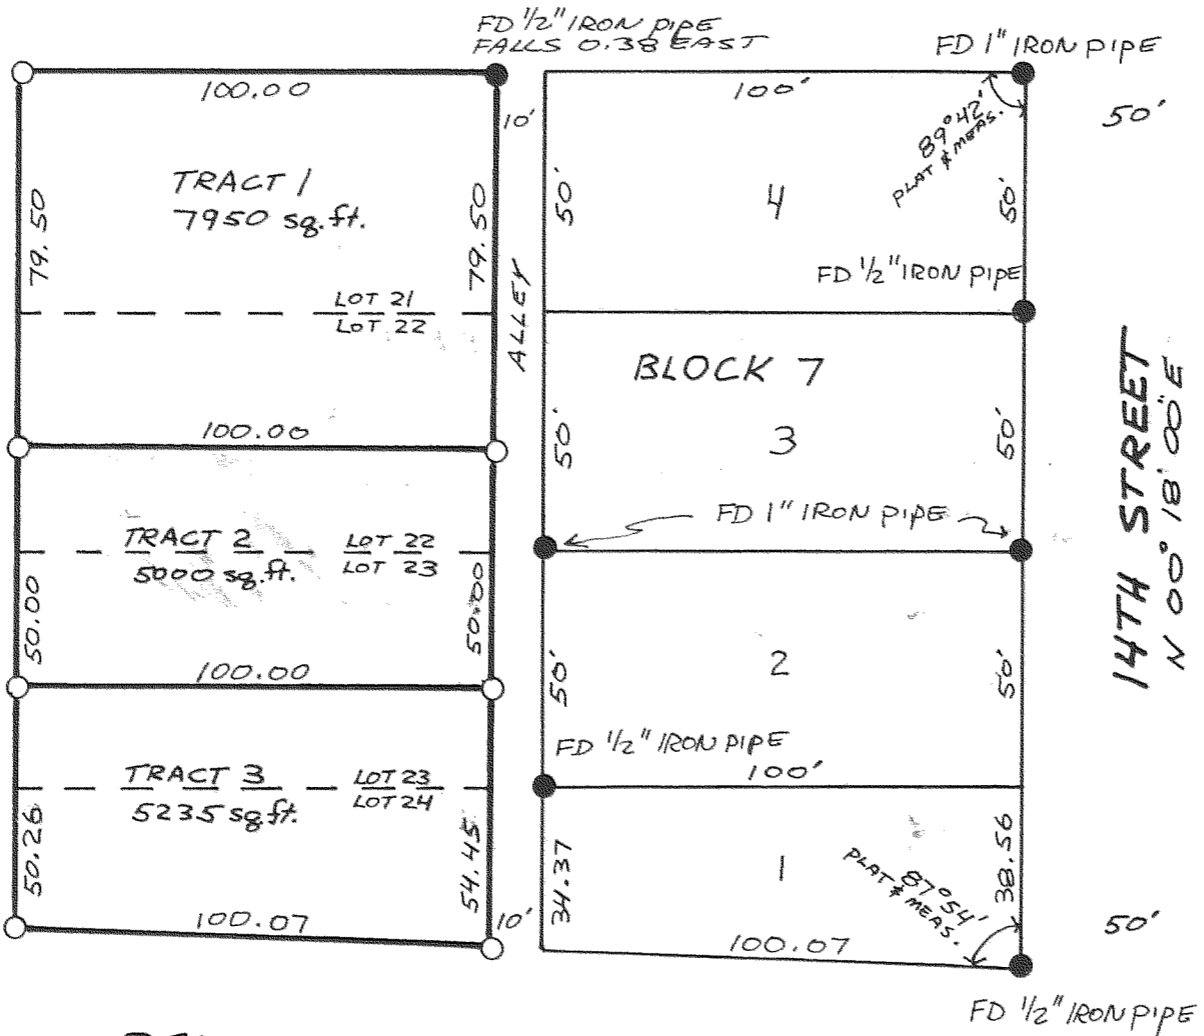 FD 1/2" IRON PIPE
FALLS 0.38 EAST
FD 1" IRON PIPE
100.00
10'
100'
89°42'
PLAT & MEAS.
50'
TRACT 1
7950 sq.ft.
79.50
79.50
50'
4
50'
FD 1/2" IRON PIPE
LOT 21
LOT 22
ALLEY
BLOCK 7
100.00
50'
3
50'
14TH STREET
N 00° 18' 00" E
FD 1" IRON PIPE
TRACT 2
5000 sq.ft.
LOT 22
LOT 23
50.00
50.00
100.00
50'
2
50'
FD 1/2" IRON PIPE
100'
TRACT 3
5235 sq.ft.
LOT 23
LOT 24
50.26
54.45
34.37
1
38.56
87°54'
PLAT & MEAS.
100.07
10'
100.07
50'
FD 1/2" IRON PIPE